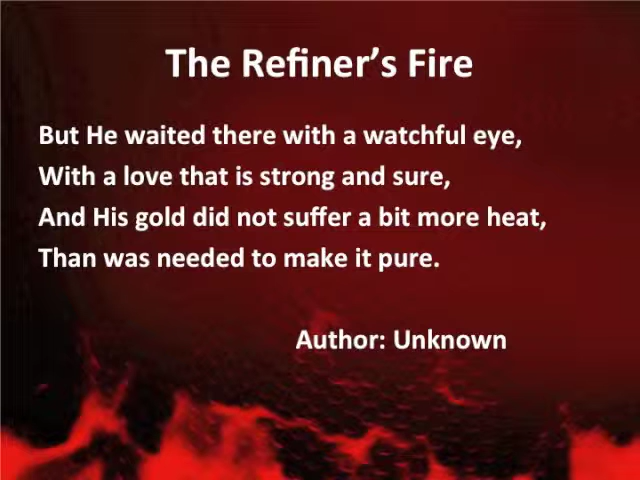 The Refiner’s Fire
But He waited there with a watchful eye,
With a love that is strong and sure,
And His gold did not suffer a bit more heat,
Than was needed to make it pure.
Author: Unknown